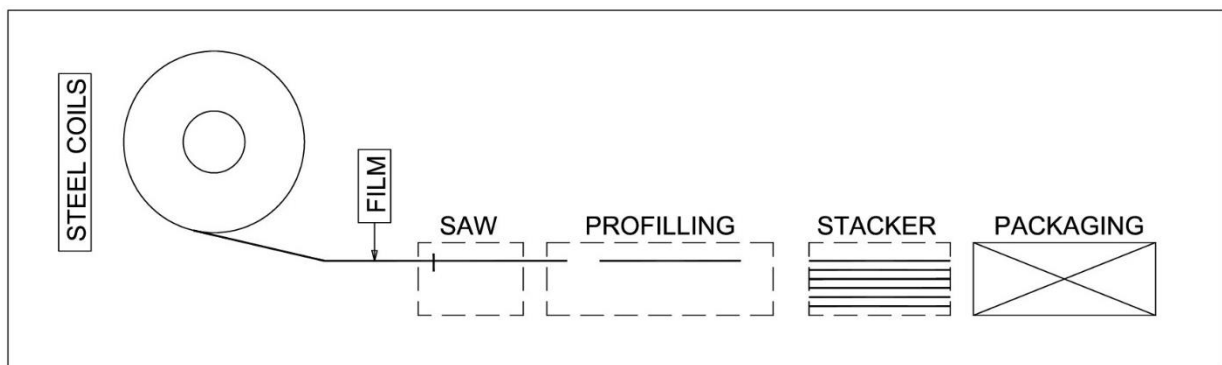 STEEL COILS
FILM
SAW
PROFILLING
STACKER
PACKAGING